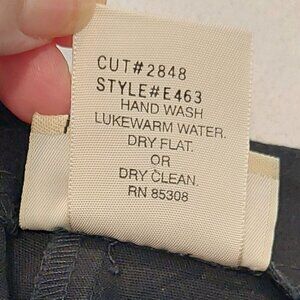 CUT#2848
STYLE#E463
HAND WASH
LUKEWARM WATER.
DRY FLAT.
OR
DRY CLEAN.
RN 85308